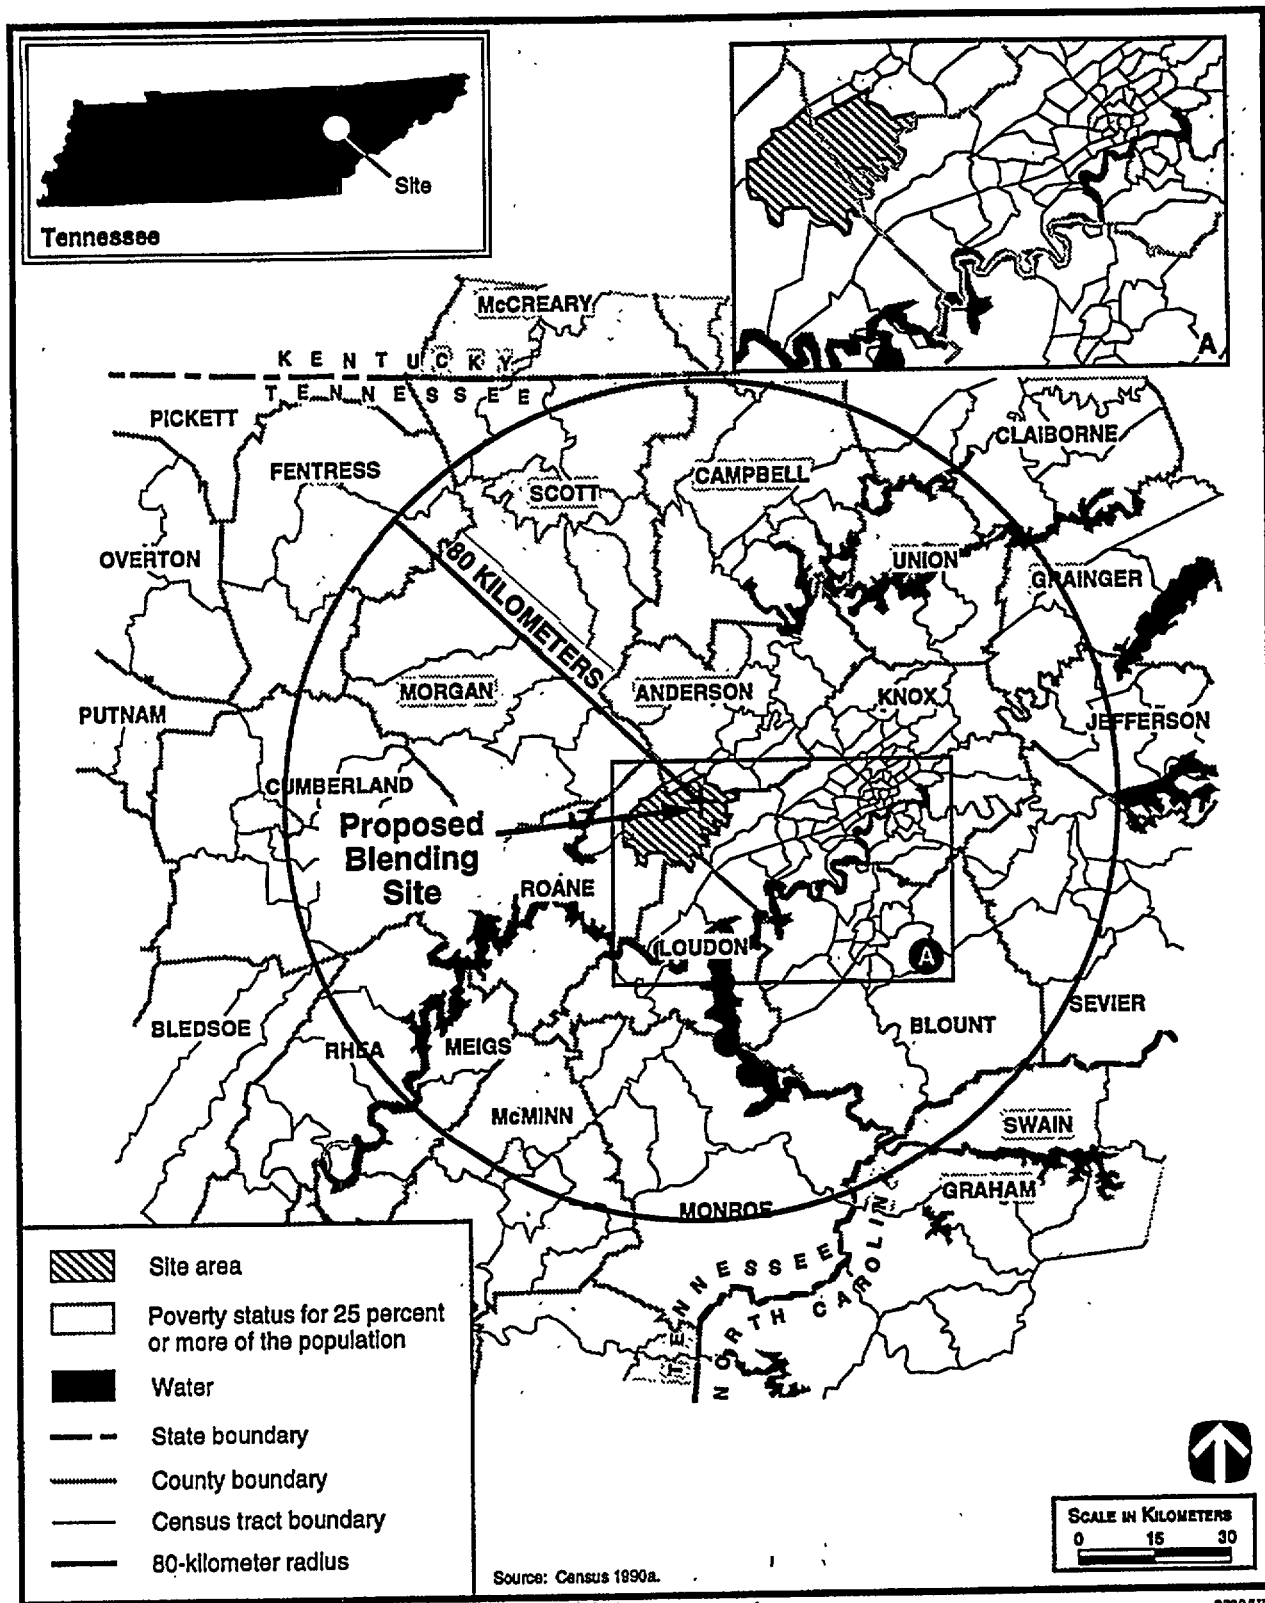 Site
Tennessee
A
McCREARY
KENTUCKY
TENNESSEE
PICKETT
CLAIBORNE
FENTRESS
SCOTT
CAMPBELL
OVERTON
80 KILOMETERS
UNION
GRAINGER
MORGAN
ANDERSON
KNOX
PUTNAM
JEFFERSON
CUMBERLAND
Proposed
Blending
Site
ROANE
LOUDON
A
BLEDSOE
RHEA
MEIGS
BLOUNT
SEVIER
McMINN
SWAIN
MONROE
GRAHAM
TENNESSEE
NORTH CAROLIN
Site area
Poverty status for 25 percent
or more of the population
Water
State boundary
County boundary
Census tract boundary
80-kilometer radius
SCALE IN KILOMETERS
0 15 30
Source: Census 1990a.